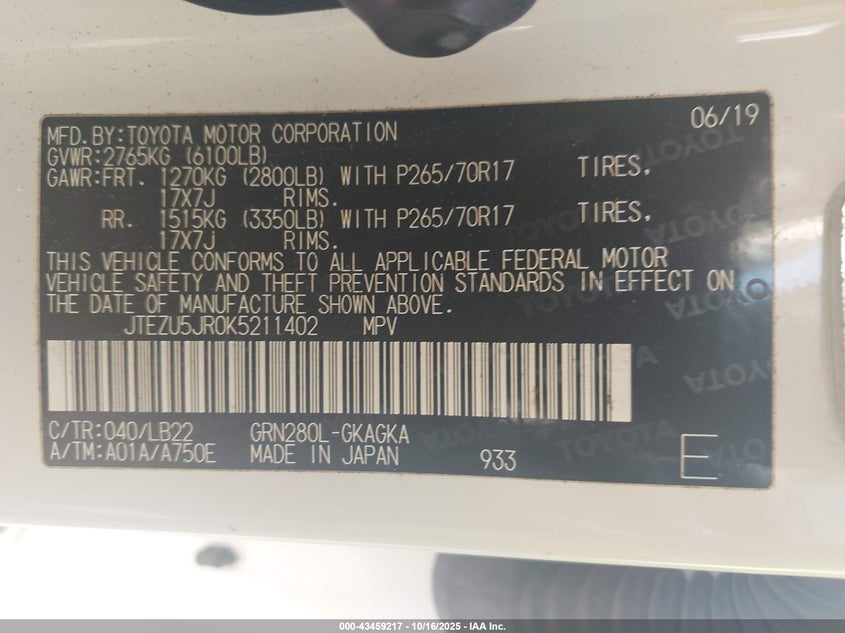 06/19
MFD.BY:TOYOTA MOTOR CORPORATION
GVWR:2765KG (6100LB)
GAWR:FRT. 1270KG (2800LB) WITH P265/70R17 TIRES.
17X7J RIMS.
RR. 1515KG (3350LB) WITH P265/70R17 TIRES.
17X7J RIMS.
THIS VEHICLE CONFORMS TO ALL APPLICABLE FEDERAL MOTOR
VEHICLE SAFETY AND THEFT PREVENTION STANDARDS IN EFFECT ON
THE DATE OF MANUFACTURE SHOWN ABOVE.
JTEZU5JR0K5211402 MPV
C/TR:040/LB22 GRN280L-GKAGKA
A/TM:A01A/A750E MADE IN JAPAN 933 E
000-43459217 - 10/16/2025 - IAA Inc.